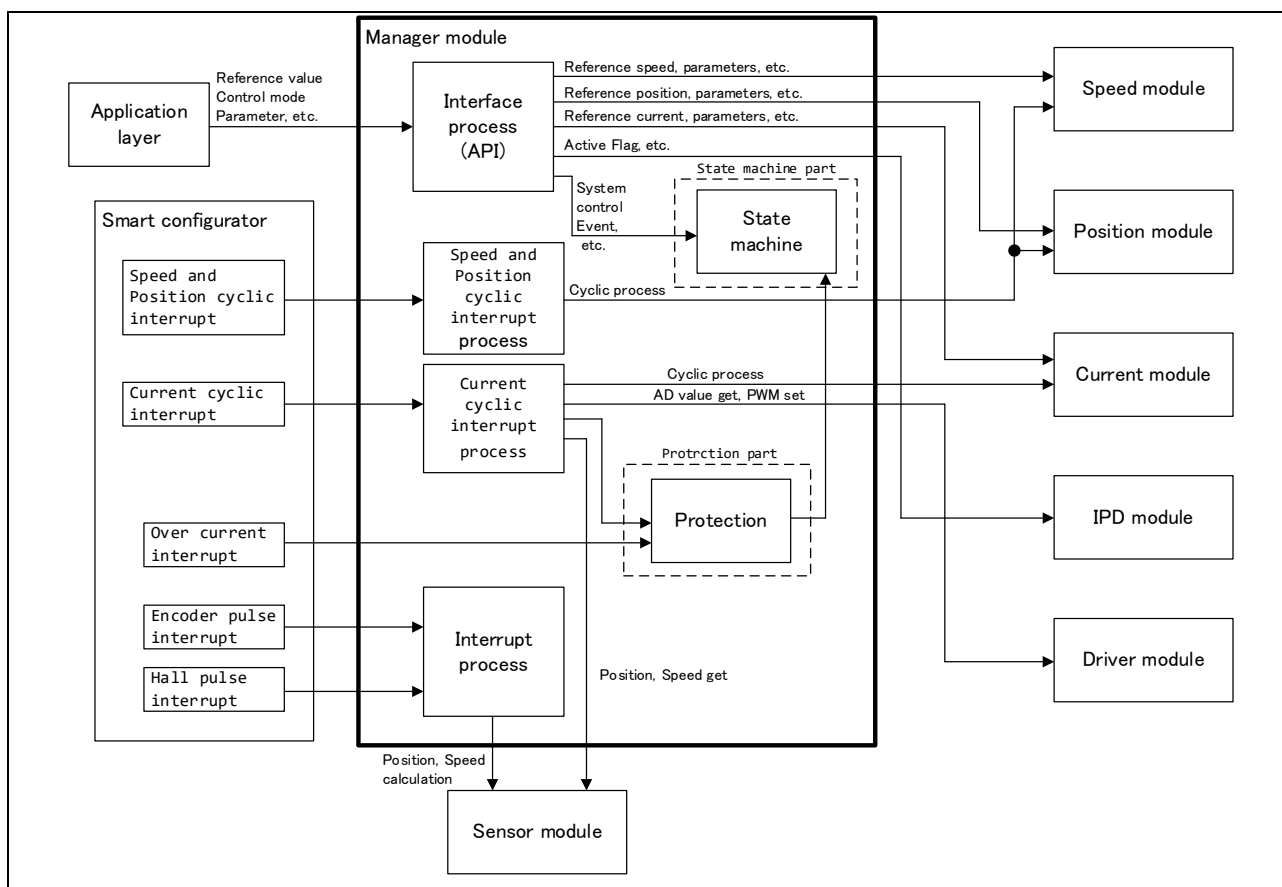 Manager module
Reference value
Control mode
Parameter, etc.
Application
layer
Interface
process
(API)
Reference speed, parameters, etc.
Reference position, parameters, etc.
Reference current, parameters, etc.
Active Flag, etc.
System
control
Event,
etc.
State machine part
State
machine
Speed module
Position module
Current module
IPD module
Driver module
Smart configurator
Speed and
Position cyclic
interrupt
Speed and
Position
cyclic
interrupt
process
Cyclic process
Current cyclic
interrupt
Current
cyclic
interrupt
process
Cyclic process
AD value get, PWM set
Protrction part
Protection
Over current
interrupt
Encoder pulse
interrupt
Hall pulse
interrupt
Interrupt
process
Position, Speed get
Position, Speed
calculation
Sensor module